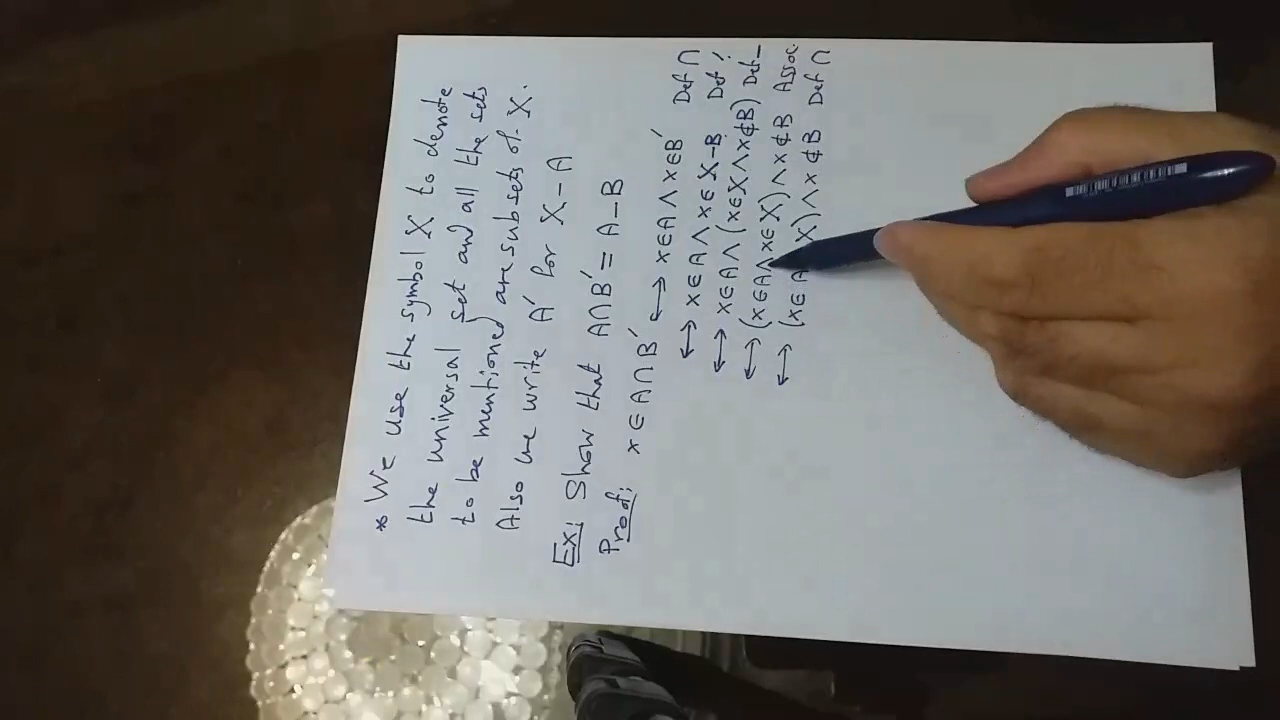 * We use the symbol X to denote
the universal set and all the sets
to be mentioned are subsets of X.
Also we write A' for X-A
Ex: Show that A∩B' = A-B
Proof: x∈A∩B' ↔ x∈A ∧ x∈B' Def ∩
↔ x∈A ∧ x∈X-B Def '
↔ x∈A ∧ (x∈X ∧ x∉B) Def -
↔ (x∈A ∧ x∈X) ∧ x∉B Assoc.
↔ (x∈A X) ∧ x∉B Def ∩